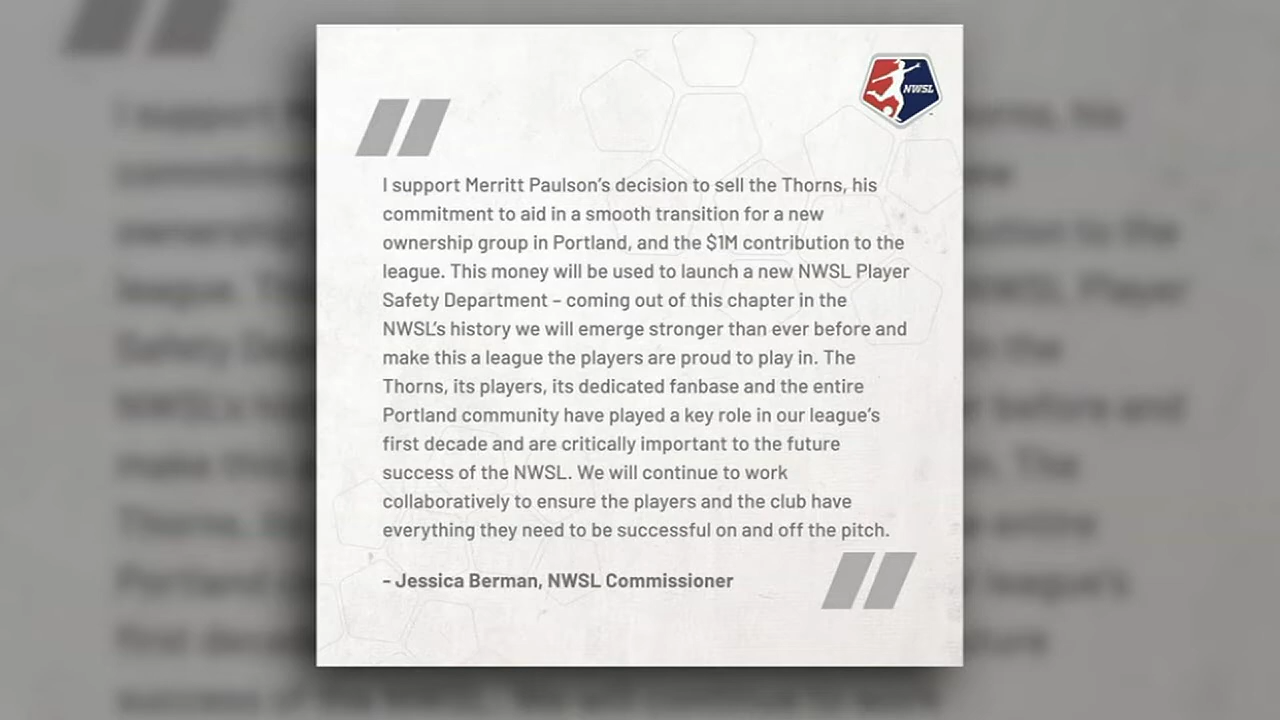 NWSL
I support Merritt Paulson’s decision to sell the Thorns, his
commitment to aid in a smooth transition for a new
ownership group in Portland, and the $1M contribution to the
league. This money will be used to launch a new NWSL Player
Safety Department – coming out of this chapter in the
NWSL’s history we will emerge stronger than ever before and
make this a league the players are proud to play in. The
Thorns, its players, its dedicated fanbase and the entire
Portland community have played a key role in our league’s
first decade and are critically important to the future
success of the NWSL. We will continue to work
collaboratively to ensure the players and the club have
everything they need to be successful on and off the pitch.
– Jessica Berman, NWSL Commissioner